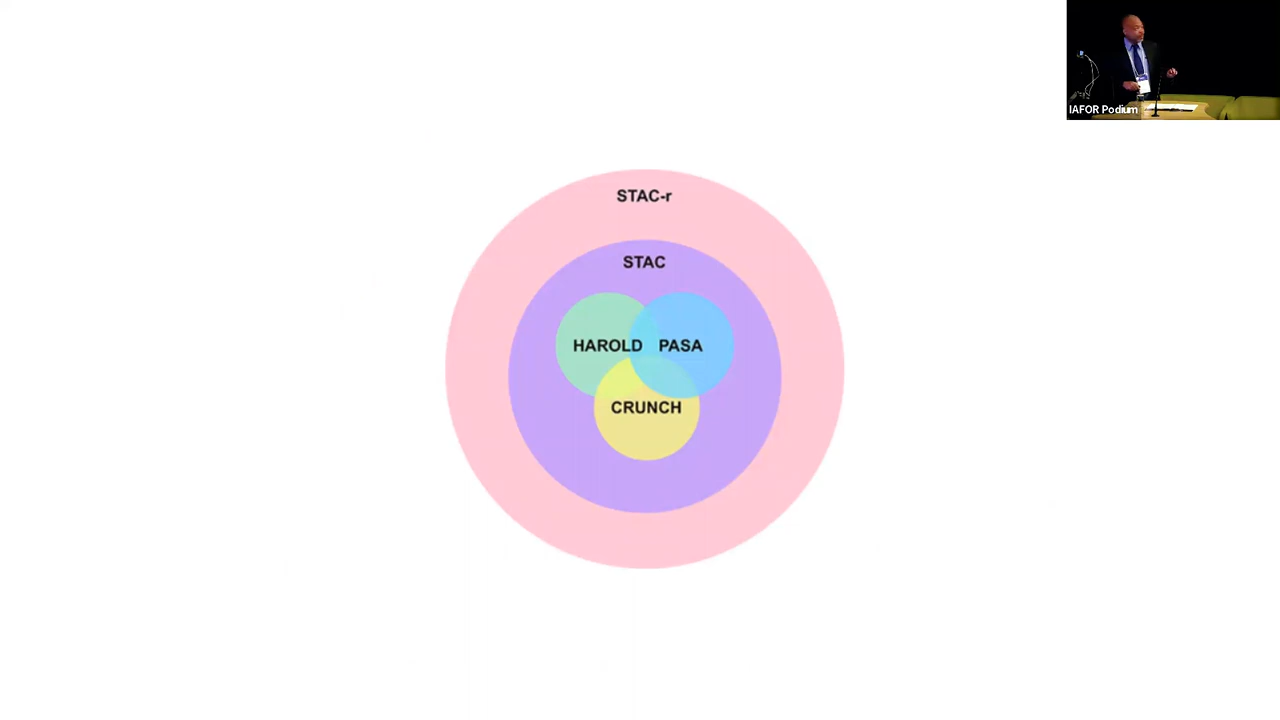 IAFOR Podium
STAC-r
STAC
HAROLD PASA
CRUNCH